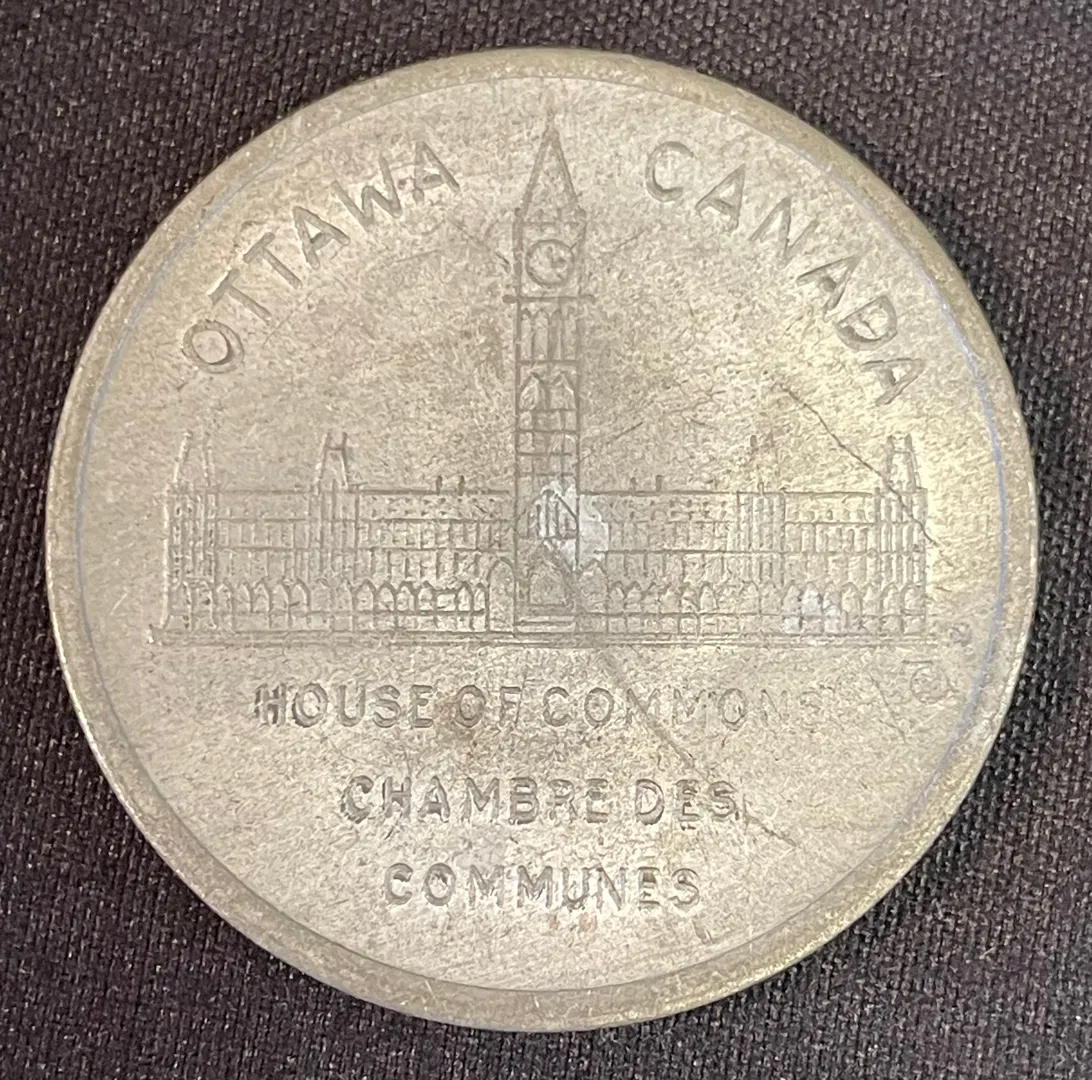 OTTAWA CANADA
HOUSE OF COMMONS
CHAMBRE DES
COMMUNES